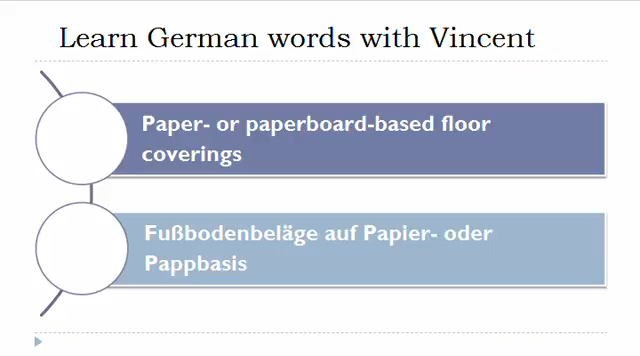 Learn German words with Vincent
Paper- or paperboard-based floor
coverings
Fußbodenbeläge auf Papier- oder
Pappbasis